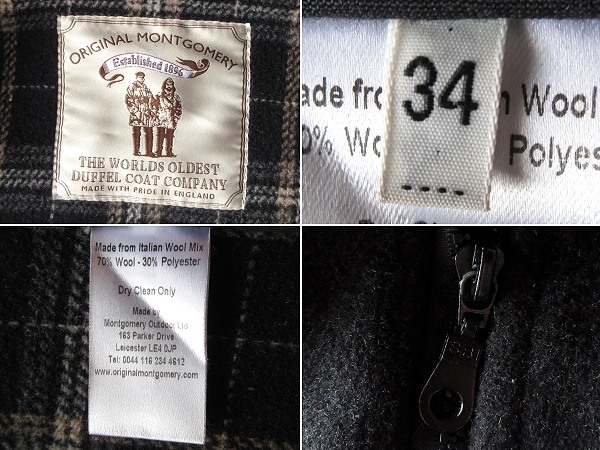 ORIGINAL MONTGOMERY
Established 1896
THE WORLDS OLDEST
DUFFEL COAT COMPANY
MADE WITH PRIDE IN ENGLAND
34
ade fro
Wool
0% Wo
Polyes
Made from Italian Wool Mix
70% Wool - 30% Polyester
Dry Clean Only
Made by
Montgomery Outdoor Ltd
163 Parker Drive
Leicester LE4 0JP
Tel: 0044 116 234 4612
www.originalmontgomery.com